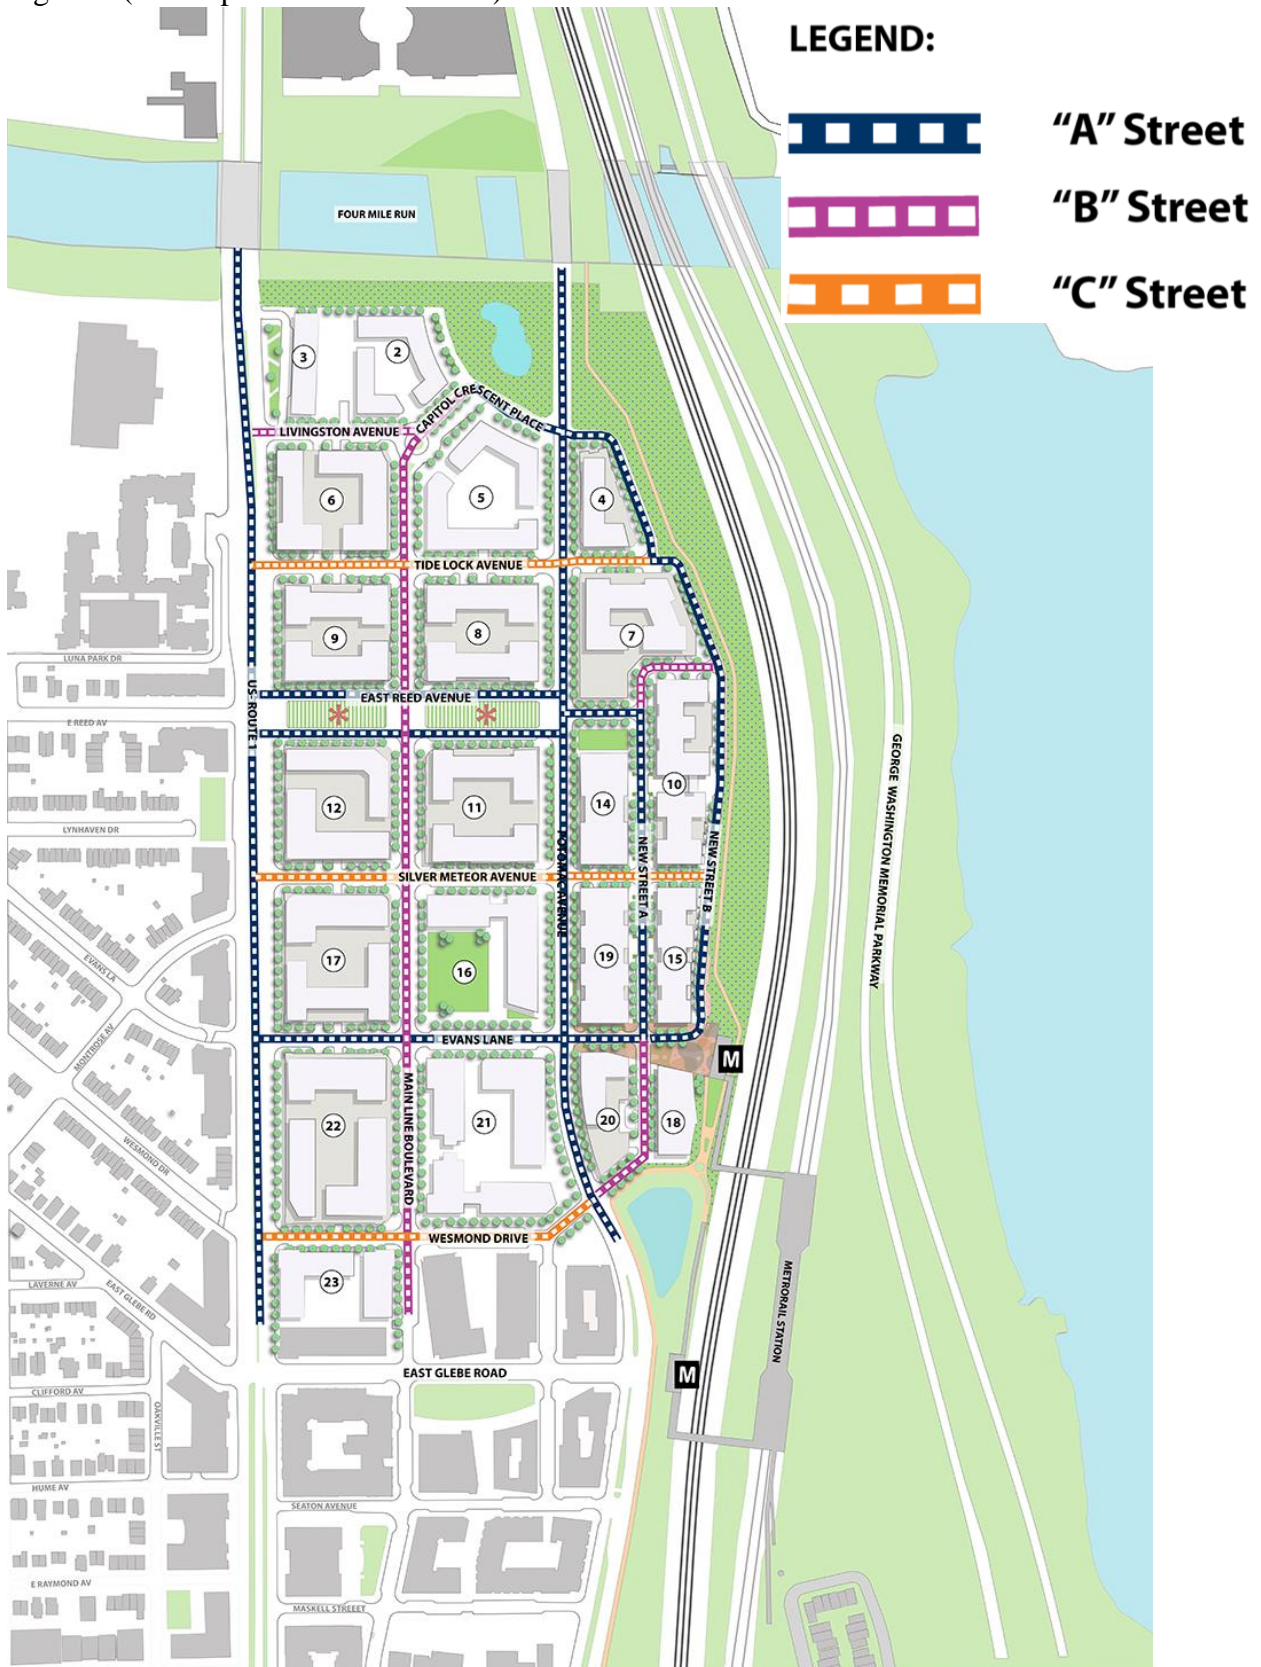 LEGEND:
“A” Street
“B” Street
“C” Street
FOUR MILE RUN
3
2
CAPITOL CRESCENT PLACE
LIVINGSTON AVENUE
6
5
4
TIDE LOCK AVENUE
9
8
7
LUNA PARK DR
US- ROUTE 1
EAST REED AVENUE
E REED AV
GEORGE WASHINGTON MEMORIAL PARKWAY
10
12
11
14
LYNHAVEN DR
POTOMAC AVENUE
NEW STREET A
NEW STREET B
SILVER METEOR AVENUE
17
16
19
15
EVANS LA
MONTROSE AV
EVANS LANE
M
MAIN LINE BOULEVARD
22
21
20
18
WESMOND DR
WESMOND DRIVE
23
LAVERNE AV
EAST GLEBE RD
METRORAIL STATION
EAST GLEBE ROAD
M
CLIFFORD AV
OAKVILLE ST
HUME AV
SEATON AVENUE
E RAYMOND AV
MASKELL STREEET